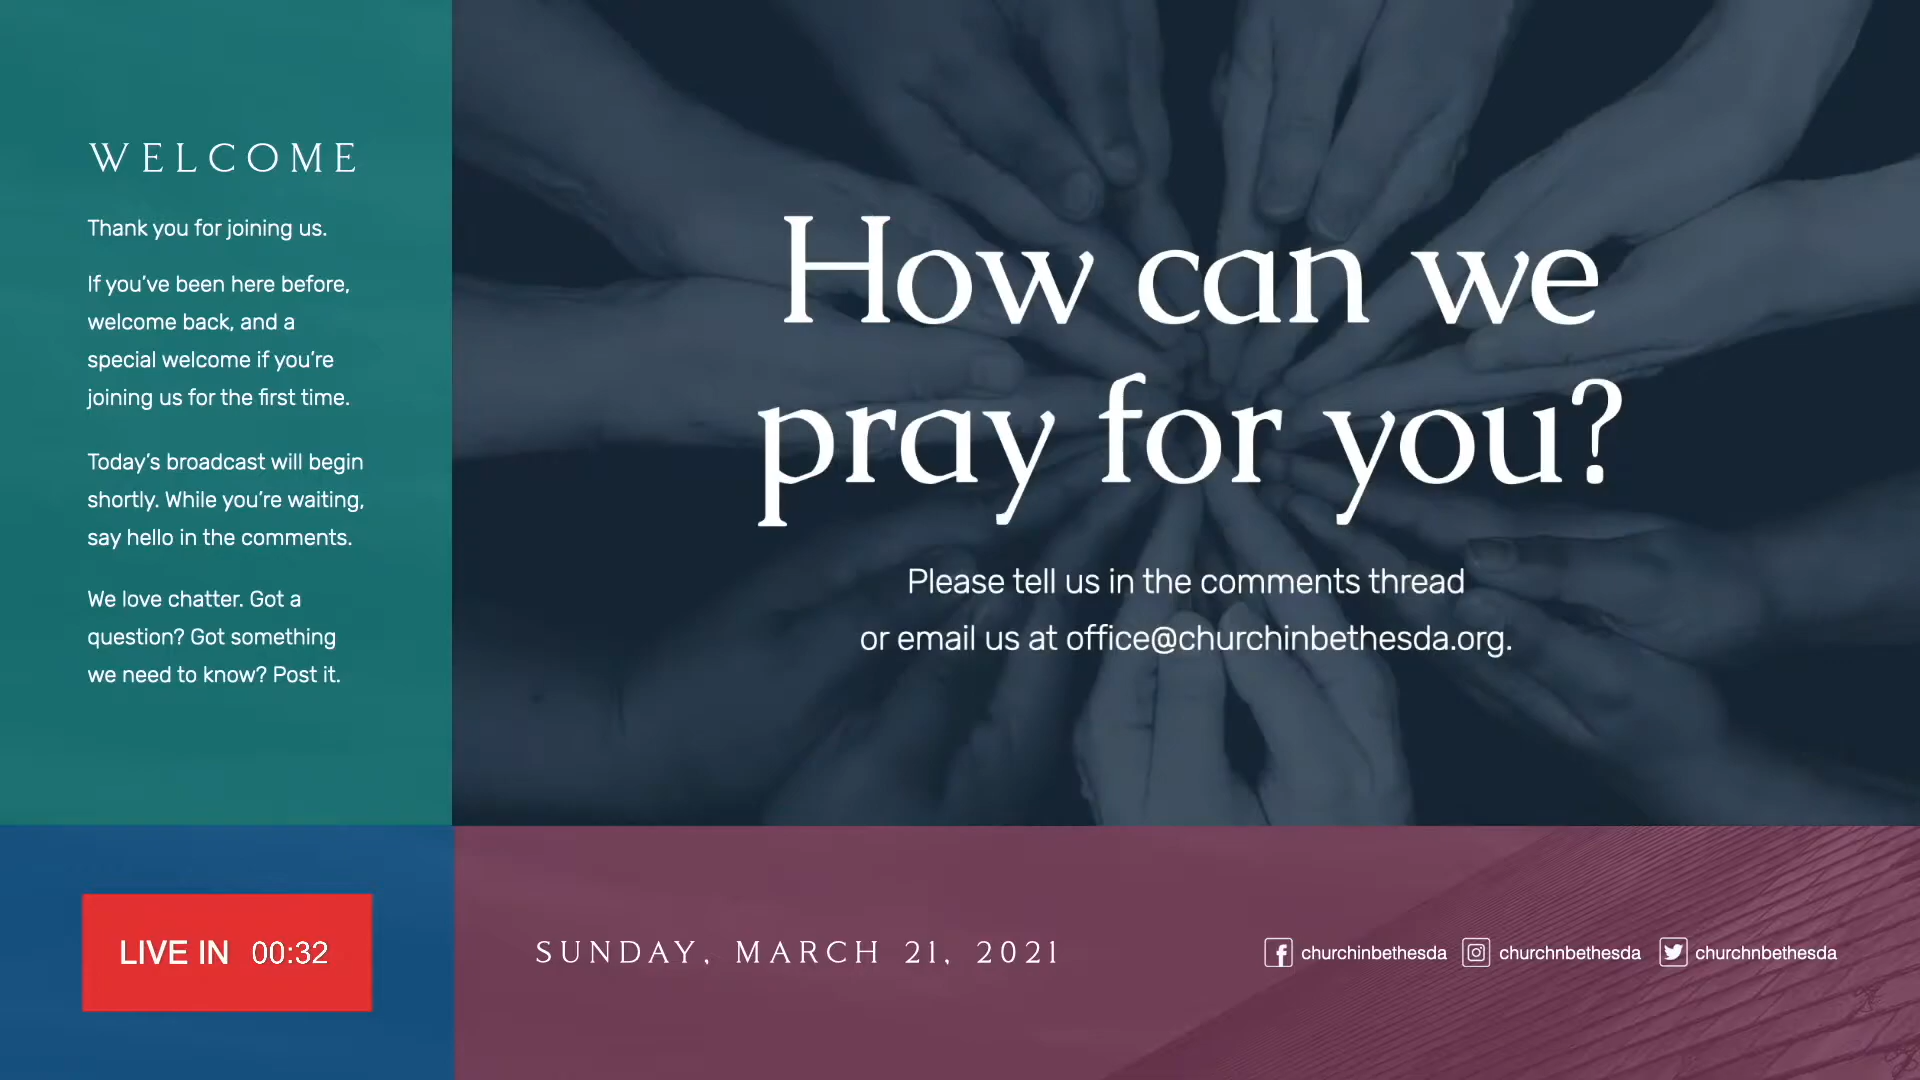 WELCOME
Thank you for joining us.
If you've been here before,
welcome back, and a
special welcome if you're
joining us for the first time.
Today's broadcast will begin
shortly. While you're waiting,
say hello in the comments.
We love chatter. Got a
question? Got something
we need to know? Post it.
How can we
pray for you?
Please tell us in the comments thread
or email us at office@churchinbethesda.org.
LIVE IN 00:32
SUNDAY, MARCH 21, 2021
churchinbethesda churchnbethesda churchnbethesda